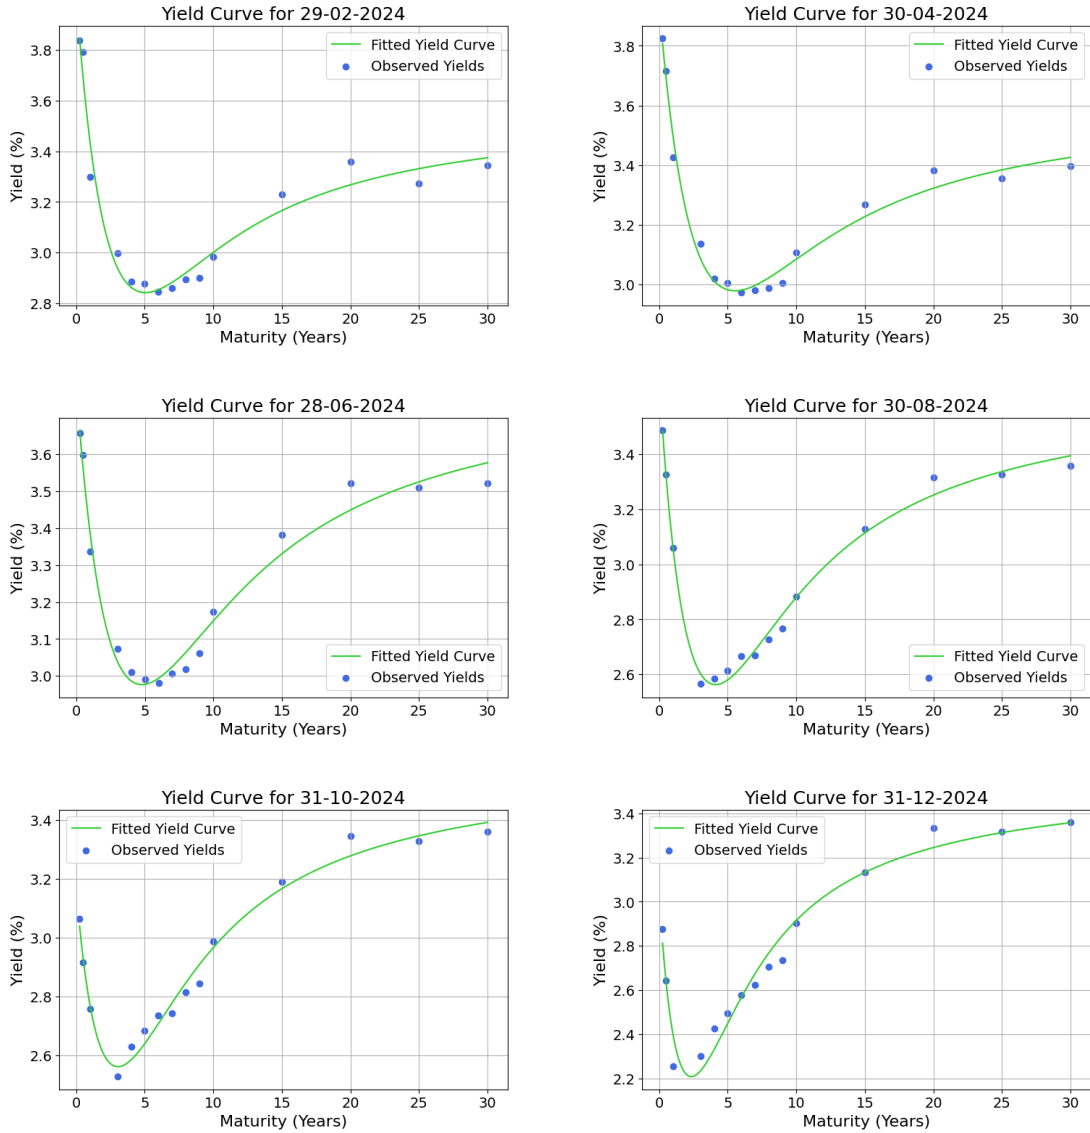 Yield Curve for 29-02-2024
Yield (%)
3.8
3.6
3.4
3.2
3.0
2.8
Fitted Yield Curve
Observed Yields
0 5 10 15 20 25 30
Maturity (Years)
Yield Curve for 30-04-2024
Yield (%)
3.8
3.6
3.4
3.2
3.0
Fitted Yield Curve
Observed Yields
0 5 10 15 20 25 30
Maturity (Years)
Yield Curve for 28-06-2024
Yield (%)
3.6
3.5
3.4
3.3
3.2
3.1
3.0
Fitted Yield Curve
Observed Yields
0 5 10 15 20 25 30
Maturity (Years)
Yield Curve for 30-08-2024
Yield (%)
3.4
3.2
3.0
2.8
2.6
Fitted Yield Curve
Observed Yields
0 5 10 15 20 25 30
Maturity (Years)
Yield Curve for 31-10-2024
Yield (%)
3.4
3.2
3.0
2.8
2.6
Fitted Yield Curve
Observed Yields
0 5 10 15 20 25 30
Maturity (Years)
Yield Curve for 31-12-2024
Yield (%)
3.4
3.2
3.0
2.8
2.6
2.4
2.2
Fitted Yield Curve
Observed Yields
0 5 10 15 20 25 30
Maturity (Years)